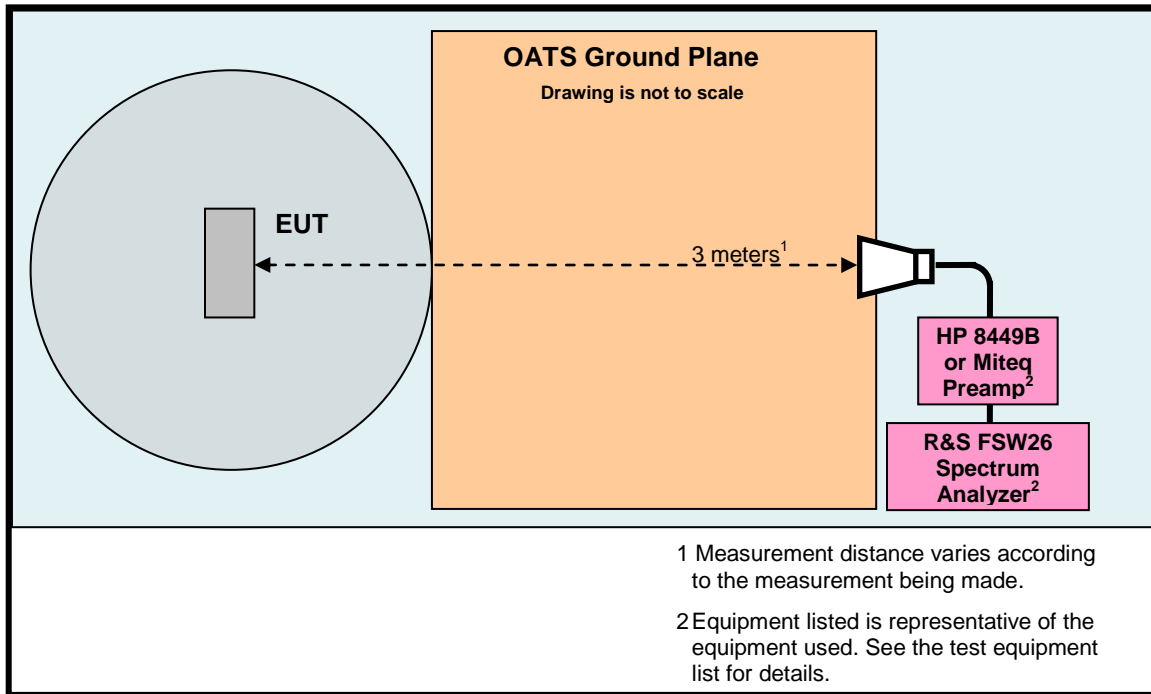 OATS Ground Plane
Drawing is not to scale
EUT
3 meters¹
HP 8449B
or Miteq
Preamp²
R&S FSW26
Spectrum
Analyzer²
1 Measurement distance varies according
to the measurement being made.
2 Equipment listed is representative of the
equipment used. See the test equipment
list for details.